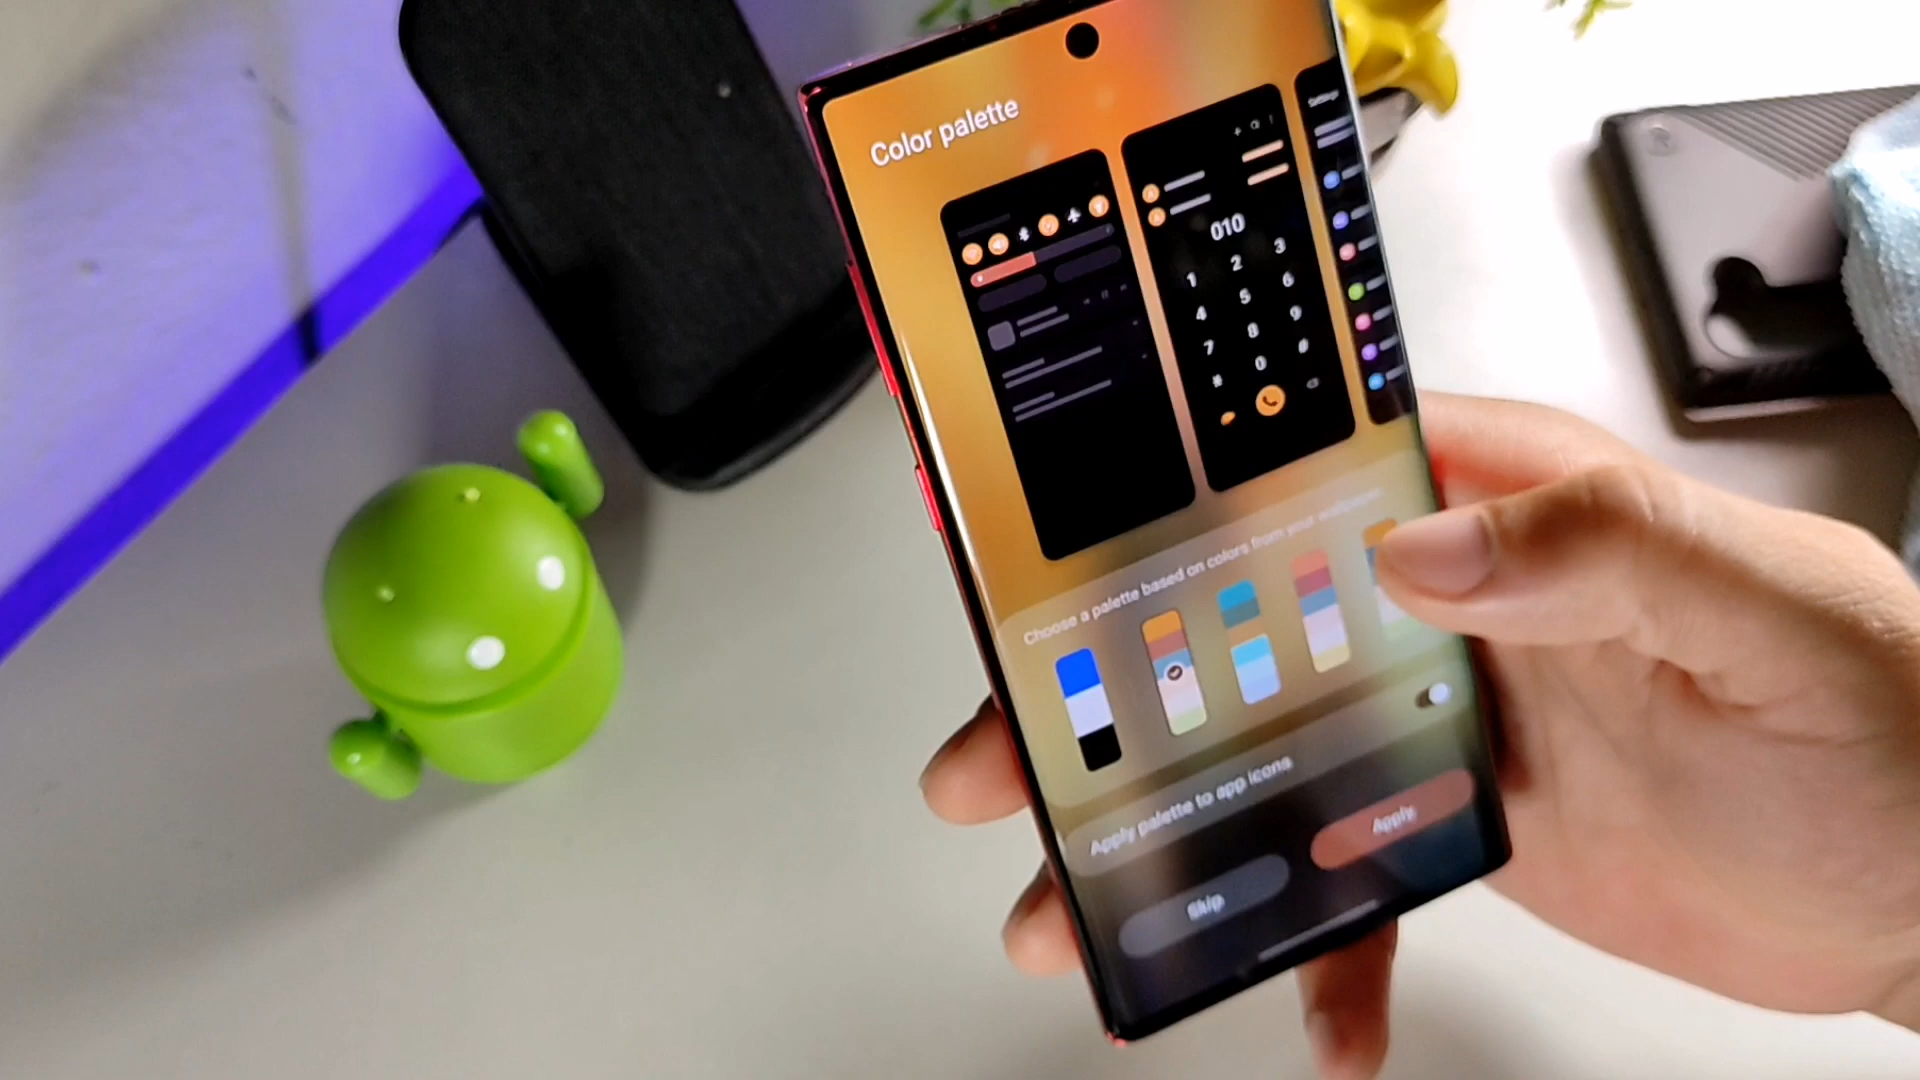 Color palette
Settings
010
1 2 3
4 5 6
7 8 9
* 0 #
Choose a palette based on colors from your wallpaper.
Apply palette to app icons
Skip
Apply